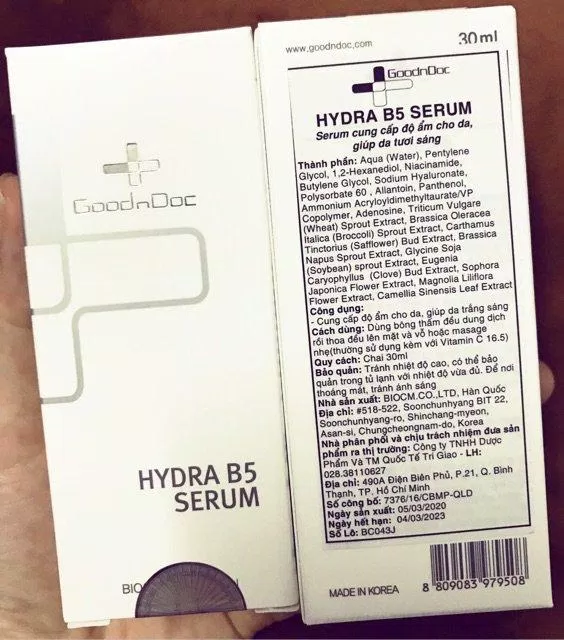 GoodnDoc
HYDRA B5
SERUM
www.goodndoc.com
30ml
GoodnDoc
HYDRA B5 SERUM
Serum cung cấp độ ẩm cho da,
giúp da tươi sáng
Thành phần: Aqua (Water), Pentylene
Glycol, 1,2-Hexanediol, Niacinamide,
Butylene Glycol, Sodium Hyaluronate,
Polysorbate 60 , Allantoin, Panthenol,
Ammonium Acryloyldimethyltaurate/VP
Copolymer, Adenosine, Triticum Vulgare
(Wheat) Sprout Extract, Brassica Oleracea
Italica (Broccoli) Sprout Extract, Carthamus
Tinctorius (Safflower) Bud Extract, Brassica
Napus Sprout Extract, Glycine Soja
(Soybean) sprout Extract, Eugenia
Caryophyllus (Clove) Bud Extract, Sophora
Japonica Flower Extract, Magnolia Liliflora
Flower Extract, Camellia Sinensis Leaf Extract
Công dụng:
- Cung cấp độ ẩm cho da, giúp da trắng sáng
Cách dùng: Dùng bông thấm đều dung dịch
rồi thoa đều lên mặt và vỗ hoặc masage
nhẹ(thường sử dụng kèm với Vitamin C 16.5)
Quy cách: Chai 30ml
Bảo quản: Tránh nhiệt độ cao, có thể bảo
quản trong tủ lạnh với nhiệt độ vừa đủ. Để nơi
thoáng mát, tránh ánh sáng
Nhà sản xuất: BIOCM.CO.,LTD, Hàn Quốc
Địa chỉ: #518-522, Soonchunhyang BIT 22,
Soonchunhyang-ro, Shinchang-myeon,
Asan-si, Chungcheongnam-do, Korea
Nhà phân phối và chịu trách nhiệm đưa sản
phẩm ra thị trường: Công ty TNHH Dược
Phẩm Và TM Quốc Tế Tri Giao - LH:
028.38110627
Địa chỉ: 490A Điện Biên Phủ, P.21, Q. Bình
Thạnh, TP. Hồ Chí Minh
Số công bố: 7376/16/CBMP-QLD
Ngày sản xuất: 05/03/2020
Ngày hết hạn: 04/03/2023
Số Lô: BC043J
MADE IN KOREA
8 809083 979508